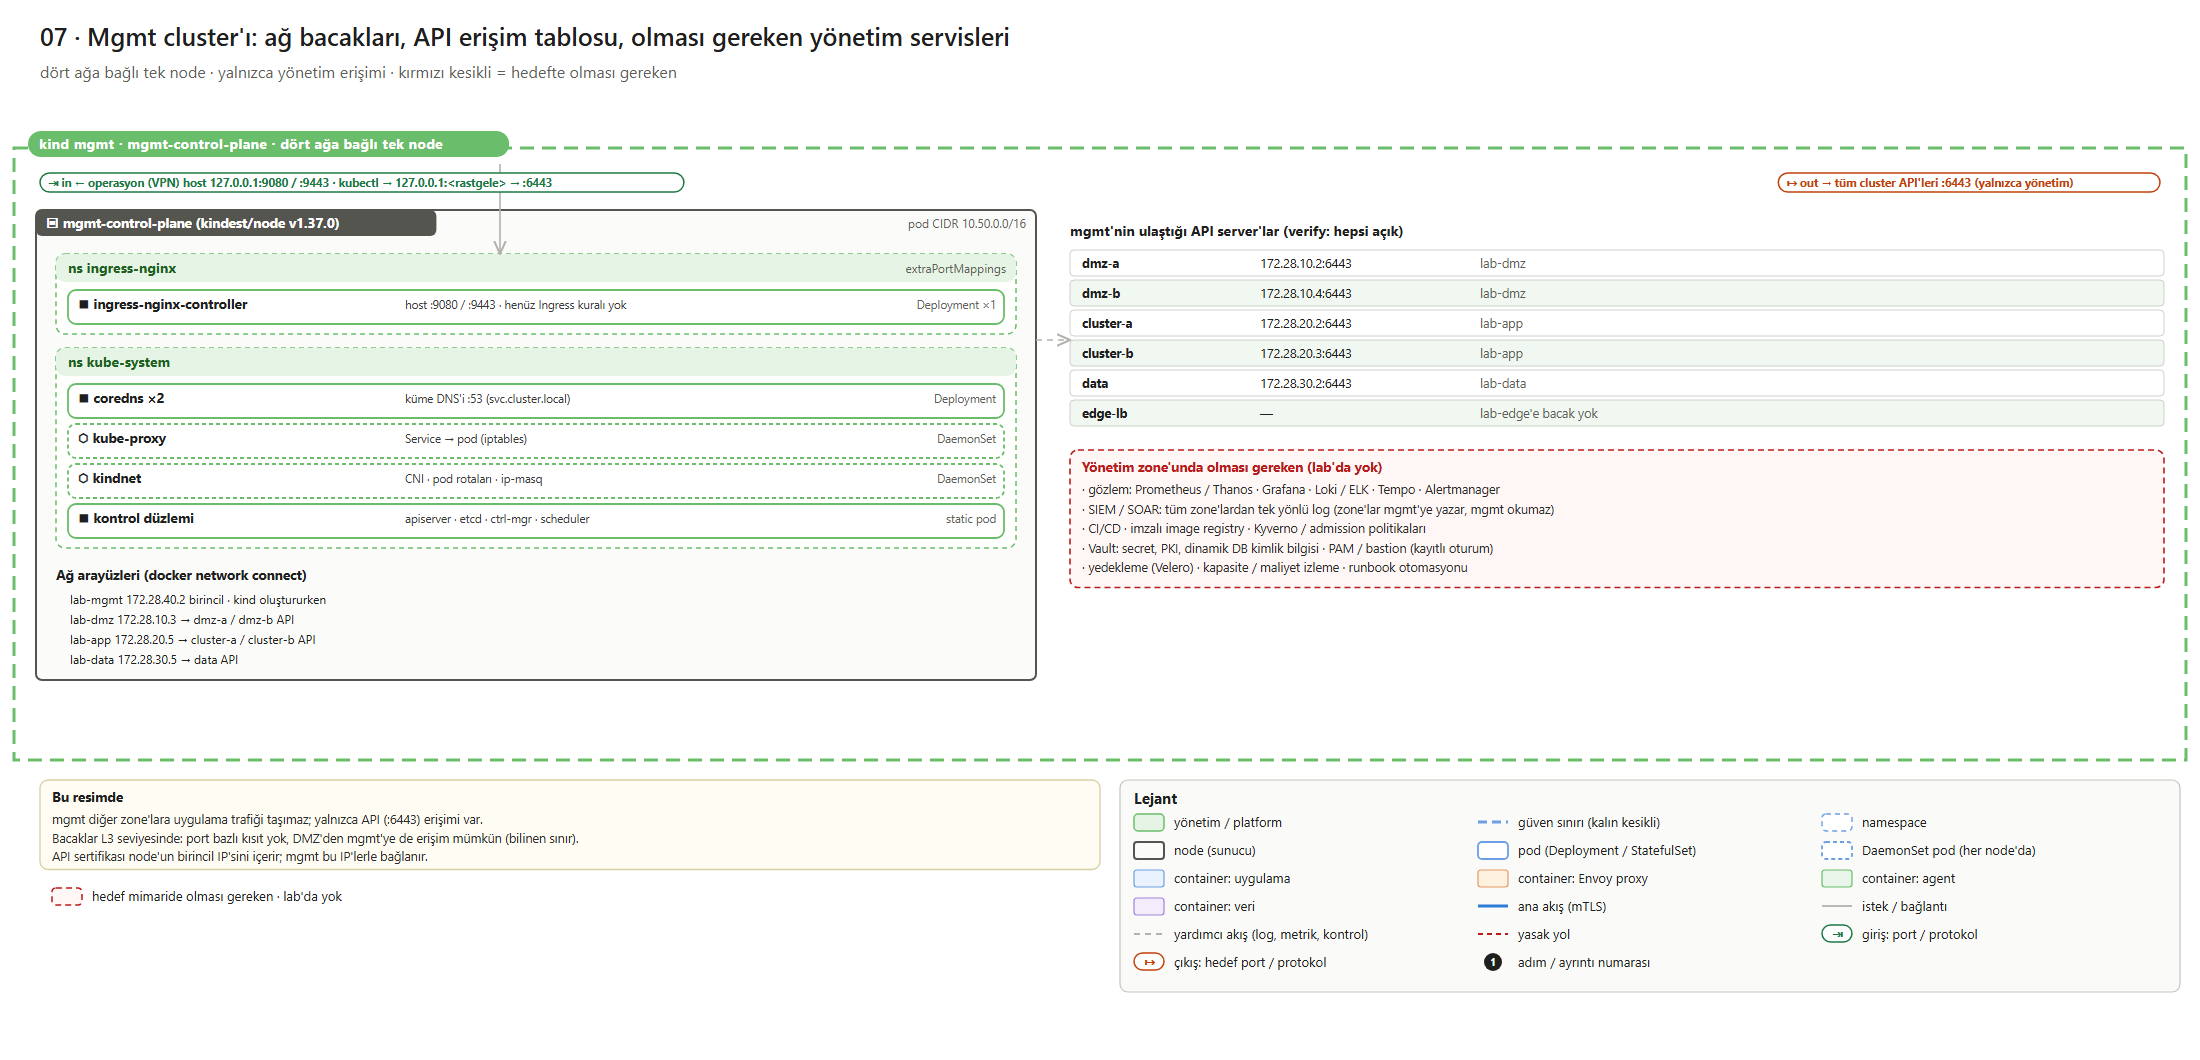 07 · Mgmt cluster'ı: ağ bacakları, API erişim tablosu, olması gereken yönetim servisleri
dört ağa bağlı tek node · yalnızca yönetim erişimi · kırmızı kesikli = hedefte olması gereken
kind mgmt · mgmt-control-plane · dört ağa bağlı tek node
⇥ in ← operasyon (VPN) host 127.0.0.1:9080 / :9443 · kubectl → 127.0.0.1:<rastgele> → :6443
↦ out → tüm cluster API'leri :6443 (yalnızca yönetim)
mgmt-control-plane (kindest/node v1.37.0)
pod CIDR 10.50.0.0/16
ns ingress-nginx
extraPortMappings
■ ingress-nginx-controller
host :9080 / :9443 · henüz Ingress kuralı yok
Deployment ×1
ns kube-system
■ coredns ×2
küme DNS'i :53 (svc.cluster.local)
Deployment
⬡ kube-proxy
Service → pod (iptables)
DaemonSet
⬡ kindnet
CNI · pod rotaları · ip-masq
DaemonSet
■ kontrol düzlemi
apiserver · etcd · ctrl-mgr · scheduler
static pod
Ağ arayüzleri (docker network connect)
lab-mgmt 172.28.40.2 birincil · kind oluştururken
lab-dmz 172.28.10.3 → dmz-a / dmz-b API
lab-app 172.28.20.5 → cluster-a / cluster-b API
lab-data 172.28.30.5 → data API
mgmt'nin ulaştığı API server'lar (verify: hepsi açık)
dmz-a 172.28.10.2:6443 lab-dmz
dmz-b 172.28.10.4:6443 lab-dmz
cluster-a 172.28.20.2:6443 lab-app
cluster-b 172.28.20.3:6443 lab-app
data 172.28.30.2:6443 lab-data
edge-lb — lab-edge'e bacak yok
Yönetim zone'unda olması gereken (lab'da yok)
· gözlem: Prometheus / Thanos · Grafana · Loki / ELK · Tempo · Alertmanager
· SIEM / SOAR: tüm zone'lardan tek yönlü log (zone'lar mgmt'ye yazar, mgmt okumaz)
· CI/CD · imzalı image registry · Kyverno / admission politikaları
· Vault: secret, PKI, dinamik DB kimlik bilgisi · PAM / bastion (kayıtlı oturum)
· yedekleme (Velero) · kapasite / maliyet izleme · runbook otomasyonu
Bu resimde
mgmt diğer zone'lara uygulama trafiği taşımaz; yalnızca API (:6443) erişimi var.
Bacaklar L3 seviyesinde: port bazlı kısıt yok, DMZ'den mgmt'ye de erişim mümkün (bilinen sınır).
API sertifikası node'un birincil IP'sini içerir; mgmt bu IP'lerle bağlanır.
hedef mimaride olması gereken · lab'da yok
Lejant
yönetim / platform
güven sınırı (kalın kesikli)
namespace
node (sunucu)
pod (Deployment / StatefulSet)
DaemonSet pod (her node'da)
container: uygulama
container: Envoy proxy
container: agent
container: veri
ana akış (mTLS)
istek / bağlantı
yardımcı akış (log, metrik, kontrol)
yasak yol
⇥ giriş: port / protokol
↦ çıkış: hedef port / protokol
1 adım / ayrıntı numarası